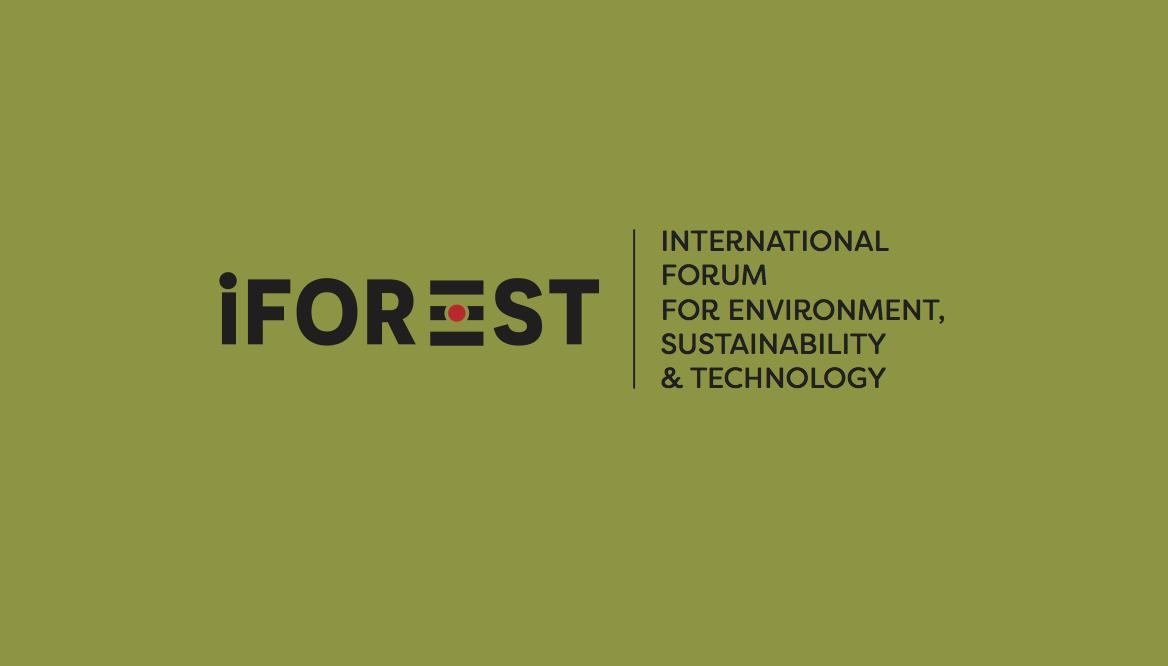 iFOREST
INTERNATIONAL
FORUM
FOR ENVIRONMENT,
SUSTAINABILITY
& TECHNOLOGY